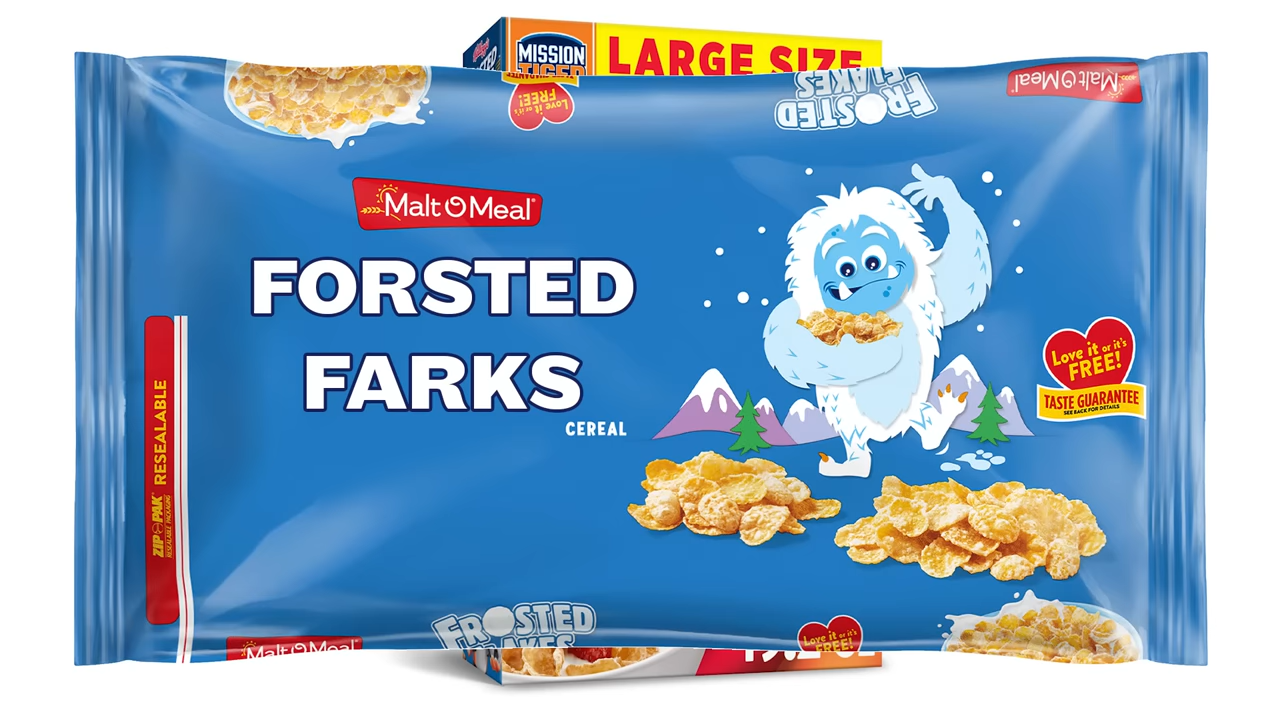 MISSION
TIGER
LARGE SIZE
Love it or it's
FREE!
FROSTED
FLAKES
Malt O Meal
Malt O Meal®
FORSTED
FARKS
CEREAL
Love it or it's
FREE!
TASTE GUARANTEE
SEE BACK FOR DETAILS
ZIP PAK RESEALABLE
RESEALABLE PACKAGING
FROSTED
FLAKES
Love it or it's
FREE!
Malt O Meal